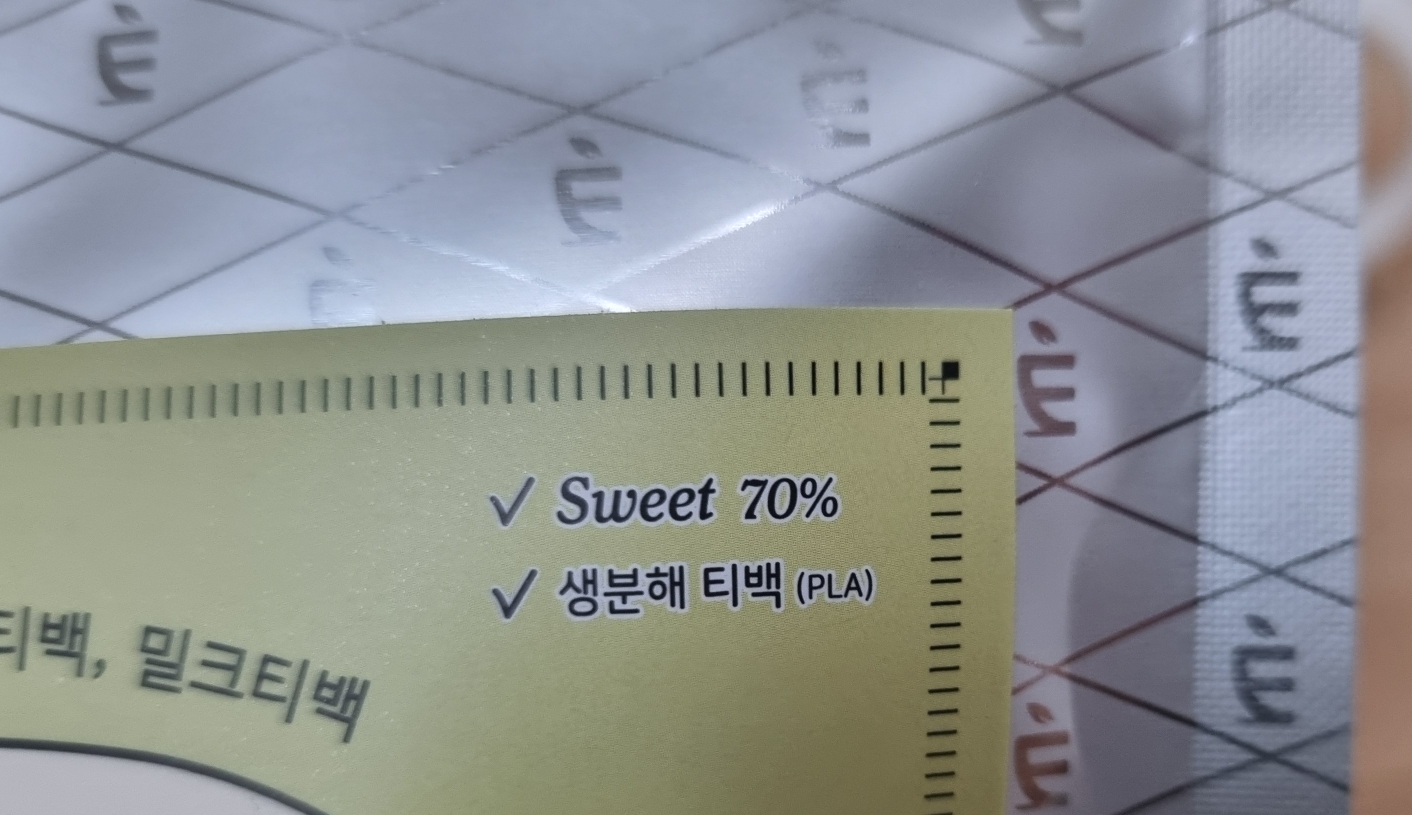 ✓ Sweet 70%
✓ 생분해 티백 (PLA)
티백, 밀크티백